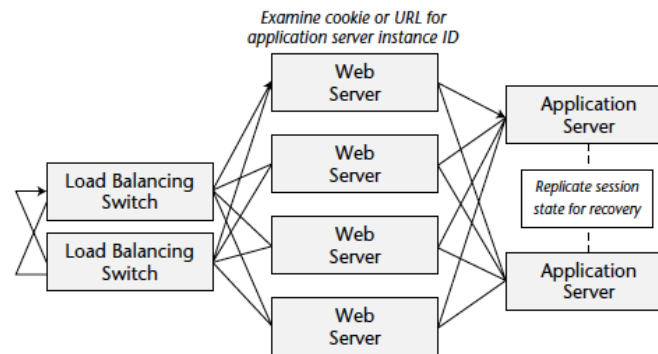 Examine cookie or URL for
application server instance ID
Web
Server
Web
Server
Web
Server
Web
Server
Load Balancing
Switch
Load Balancing
Switch
Application
Server
Replicate session
state for recovery
Application
Server